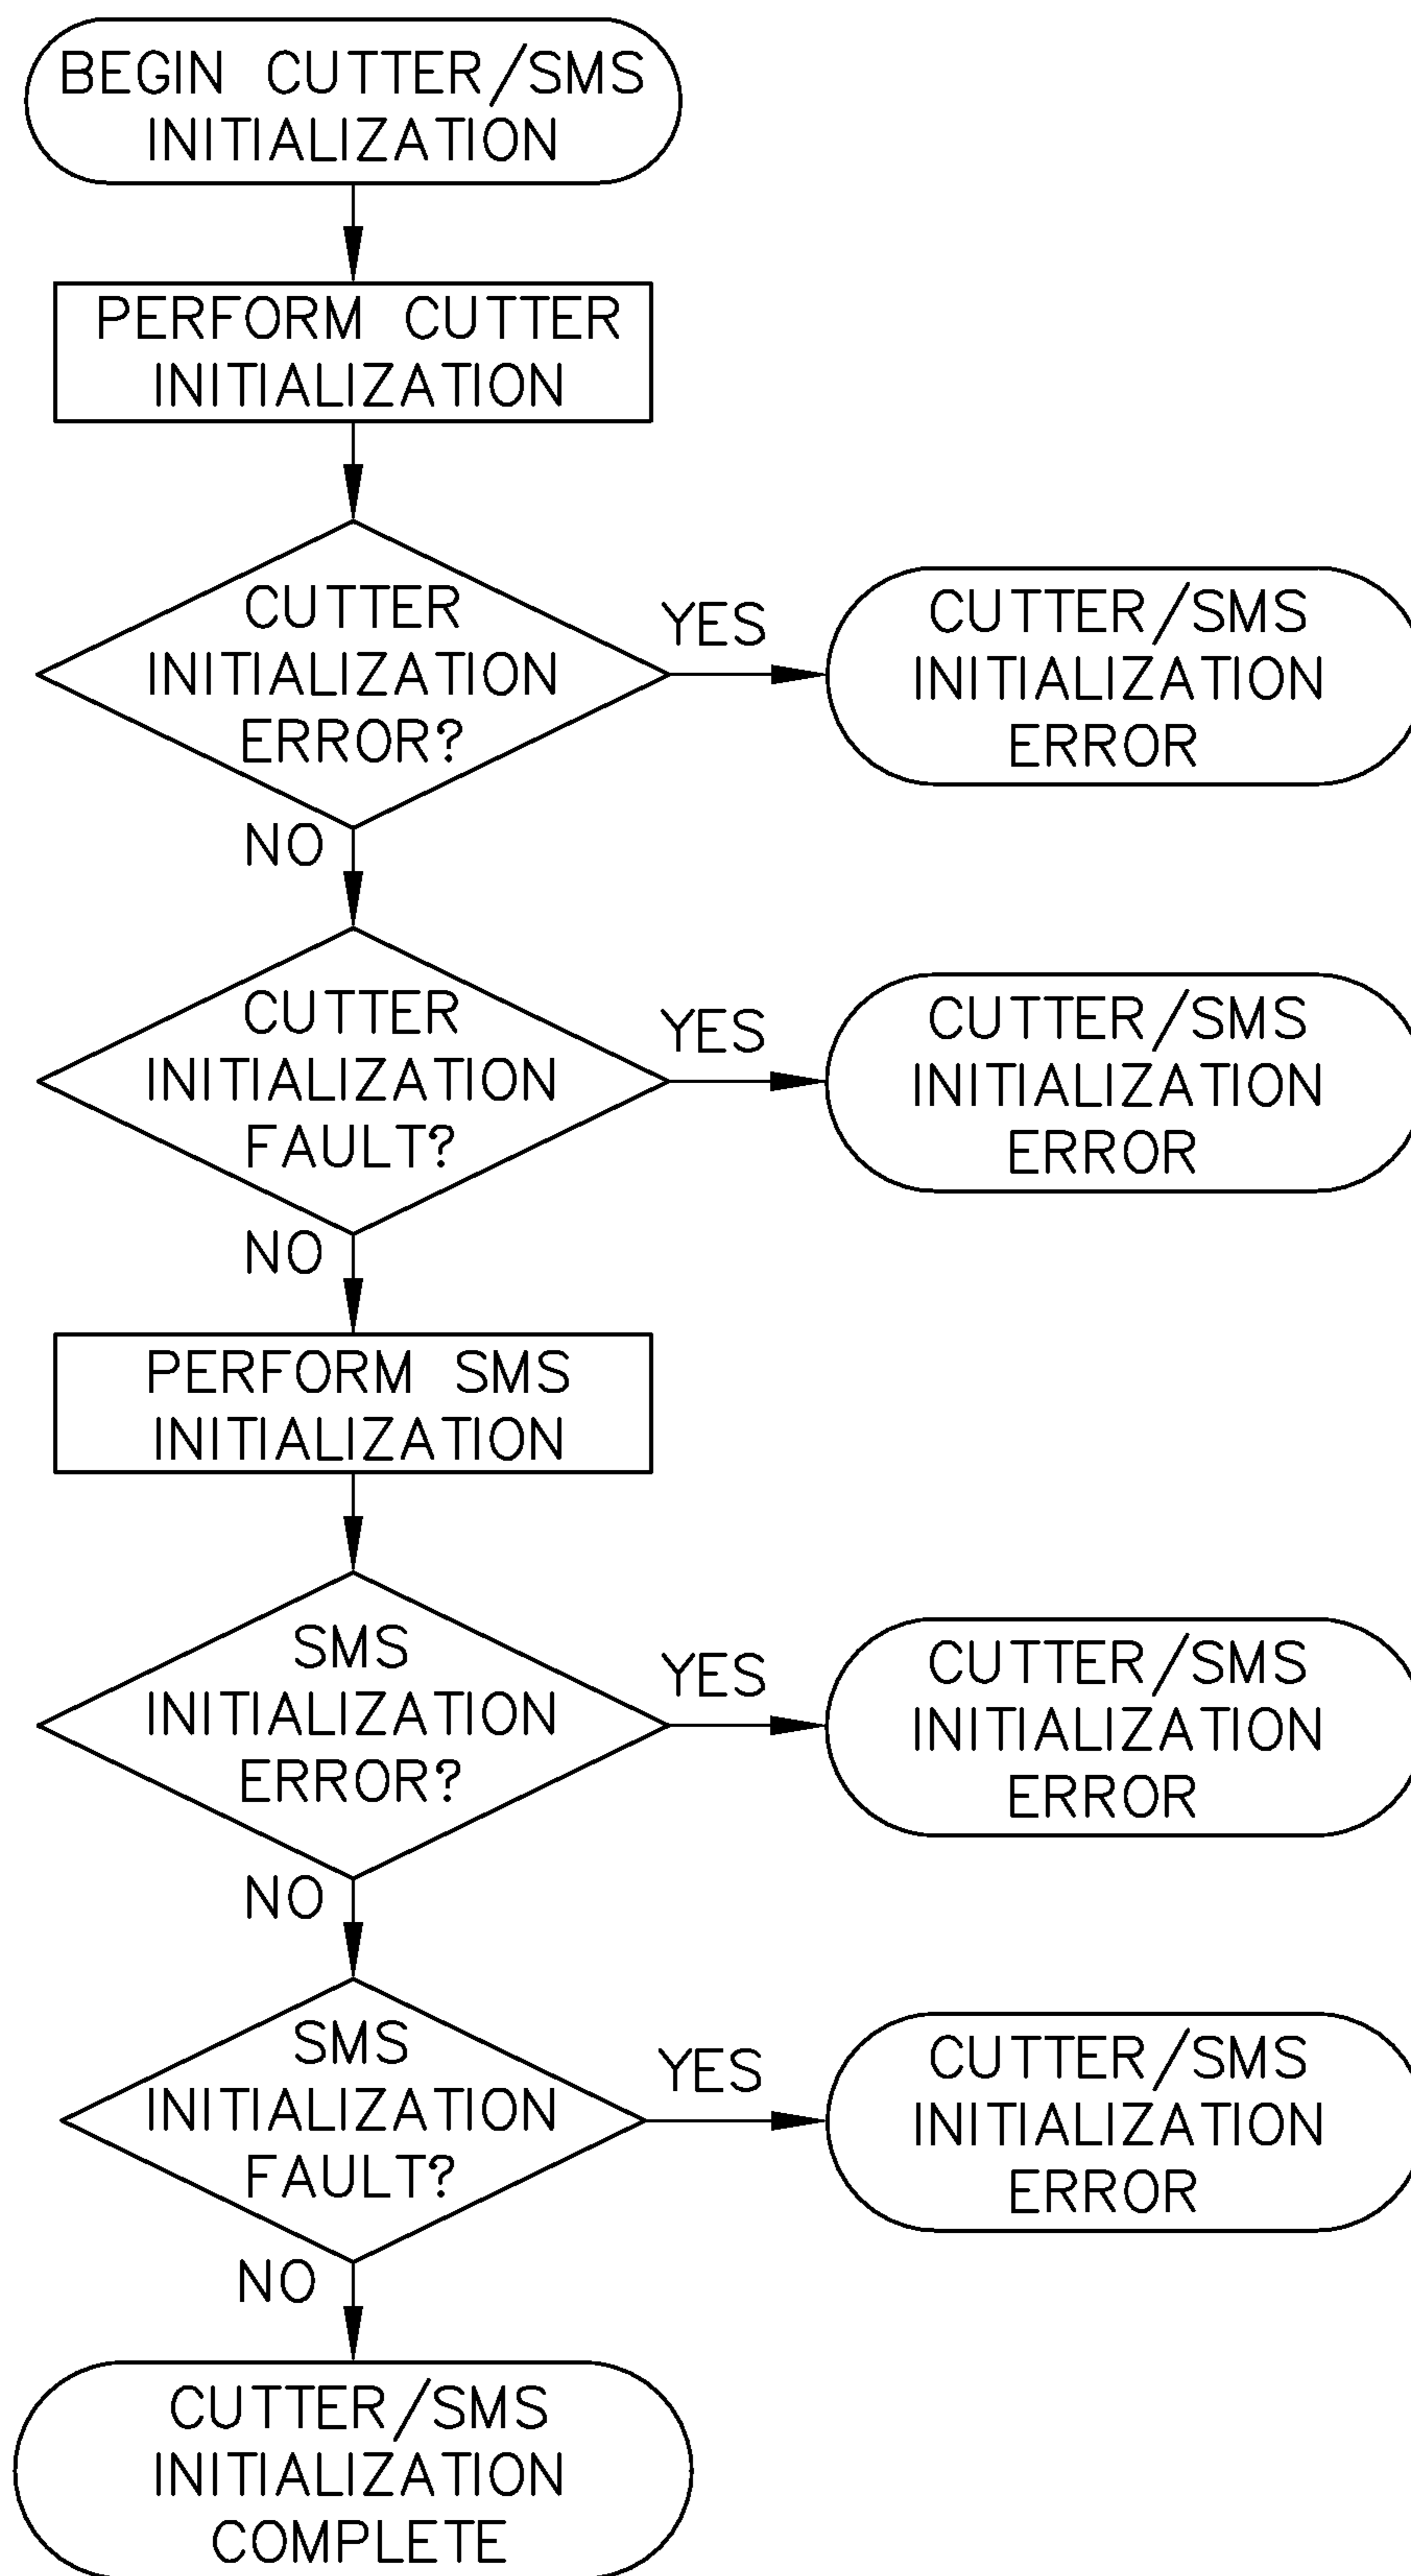 BEGIN CUTTER/SMS
INITIALIZATION
PERFORM CUTTER
INITIALIZATION
CUTTER
INITIALIZATION
ERROR?
YES
CUTTER/SMS
INITIALIZATION
ERROR
NO
CUTTER
INITIALIZATION
FAULT?
YES
CUTTER/SMS
INITIALIZATION
ERROR
NO
PERFORM SMS
INITIALIZATION
SMS
INITIALIZATION
ERROR?
YES
CUTTER/SMS
INITIALIZATION
ERROR
NO
SMS
INITIALIZATION
FAULT?
YES
CUTTER/SMS
INITIALIZATION
ERROR
NO
CUTTER/SMS
INITIALIZATION
COMPLETE